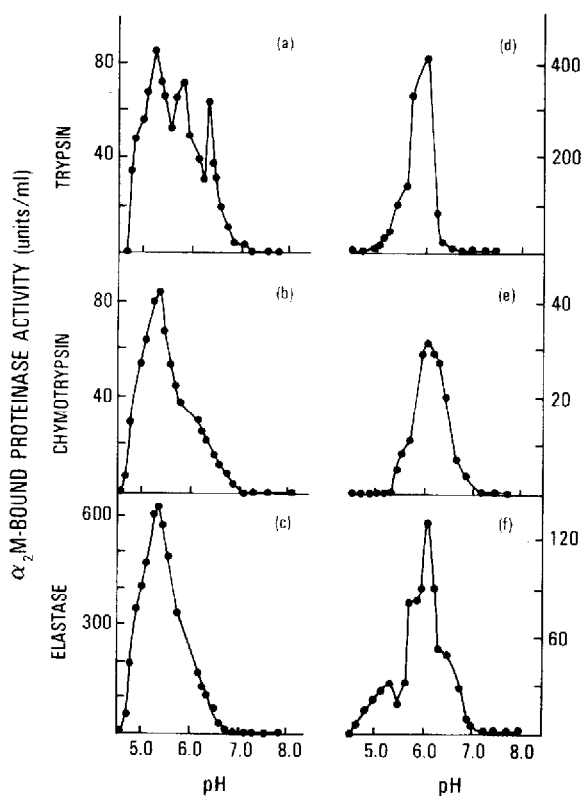 α₂M-BOUND PROTEINASE ACTIVITY (units/ml)
TRYPSIN
80
40
(a)
(d)
400
200
0
CHYMOTRYPSIN
80
40
(b)
(e)
40
20
0
ELASTASE
600
300
(c)
(f)
120
60
5.0 6.0 7.0 8.0
5.0 6.0 7.0 8.0
pH
pH